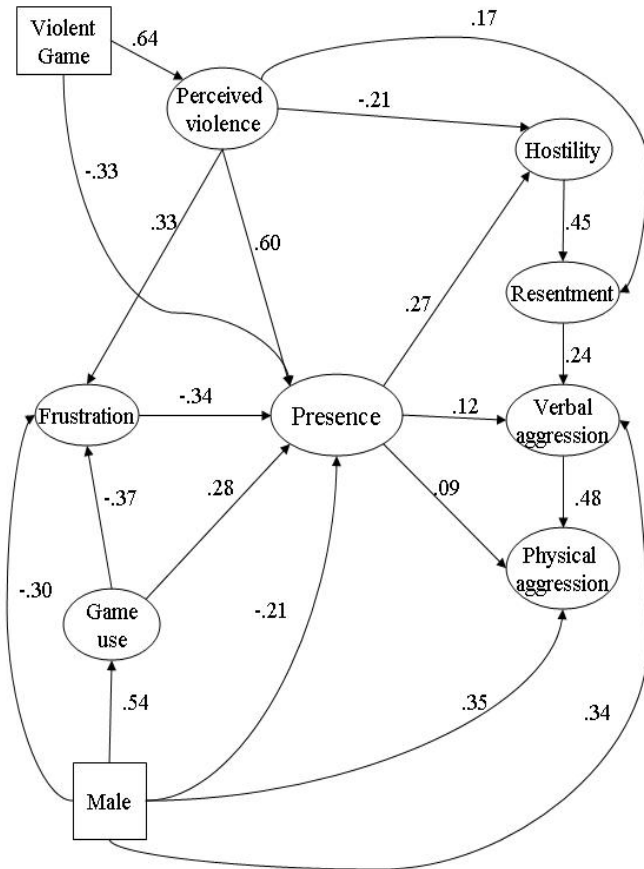 Violent
Game
.64
.17
Perceived
violence
-.21
Hostility
-.33
.33
.60
.45
.27
Resentment
.24
Frustration
-.34
Presence
.12
Verbal
aggression
-.37
.28
.09
.48
Physical
aggression
-.30
Game
use
-.21
.54
.35
.34
Male